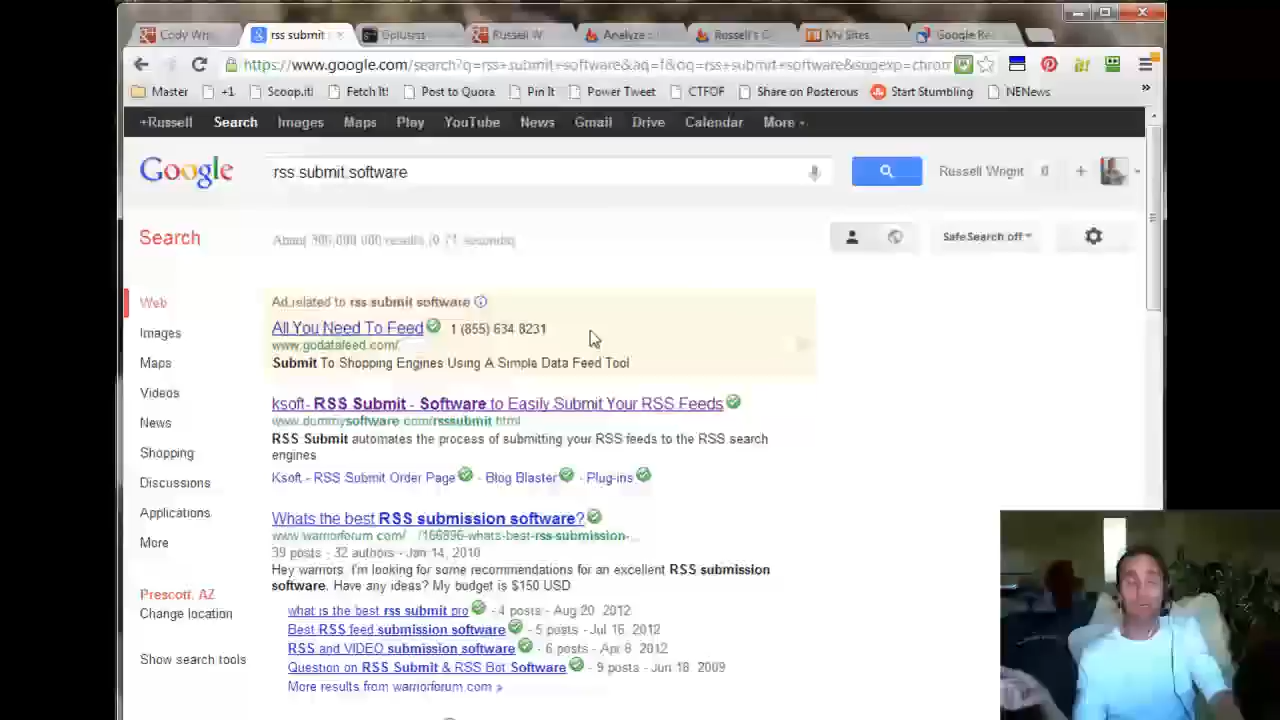 Cody Wri
rss submit
Russell W
Analyze
Russell's G
My Sites
Google Re
https://www.google.com/search?q=rss+submit+software&aq=f&oq=rss+submit+software&sugexp=chrom
Master +1 Scoop.it! Fetch It! Post to Quora Pin It Power Tweet CTFOF Share on Posterous Start Stumbling NENews »
+Russell Search Images Maps Play YouTube News Gmail Drive Calendar More
Google rss submit software Russell Wright 0 +
Search SafeSearch off
Web
Images
Maps
Videos
News
Shopping
Discussions
Applications
More
Prescott, AZ
Change location
Show search tools
Ad related to rss submit software
All You Need To Feed 1 (855) 634 8231
www.godatafeed.com/
Submit To Shopping Engines Using A Simple Data Feed Tool
ksoft- RSS Submit - Software to Easily Submit Your RSS Feeds
www.dummysoftware.com/rsssubmit.html
RSS Submit automates the process of submitting your RSS feeds to the RSS search
engines
Ksoft - RSS Submit Order Page - Blog Blaster - Plug-ins
Whats the best RSS submission software?
www.warriorforum.com/ /166896-whats-best-rss-submission-...
39 posts - 32 authors - Jan 14, 2010
Hey warriors. I'm looking for some recommendations for an excellent RSS submission
software. Have any ideas? My budget is $150 USD
what is the best rss submit pro - 4 posts - Aug 20, 2012
Best RSS feed submission software - 5 posts - Jul 16, 2012
RSS and VIDEO submission software - 6 posts - Apr 8, 2012
Question on RSS Submit & RSS Bot Software - 9 posts - Jun 18, 2009
More results from warriorforum.com »